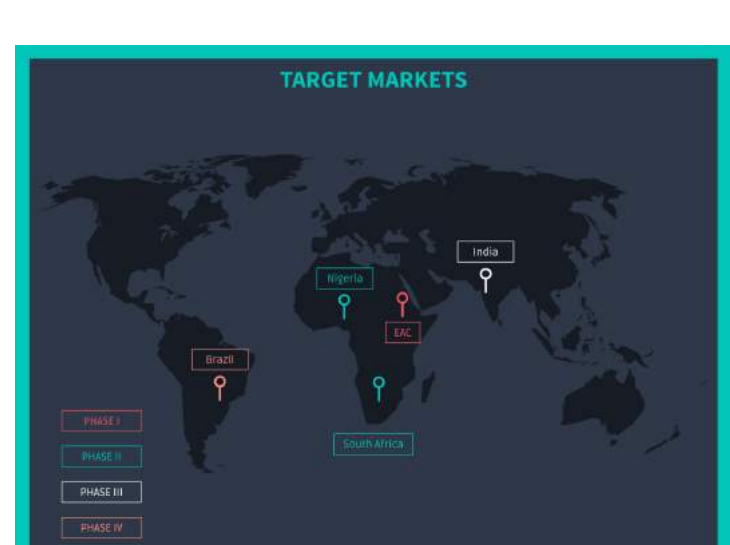 TARGET MARKETS
India
Nigeria
EAC
Brazil
South Africa
PHASE I
PHASE II
PHASE III
PHASE IV